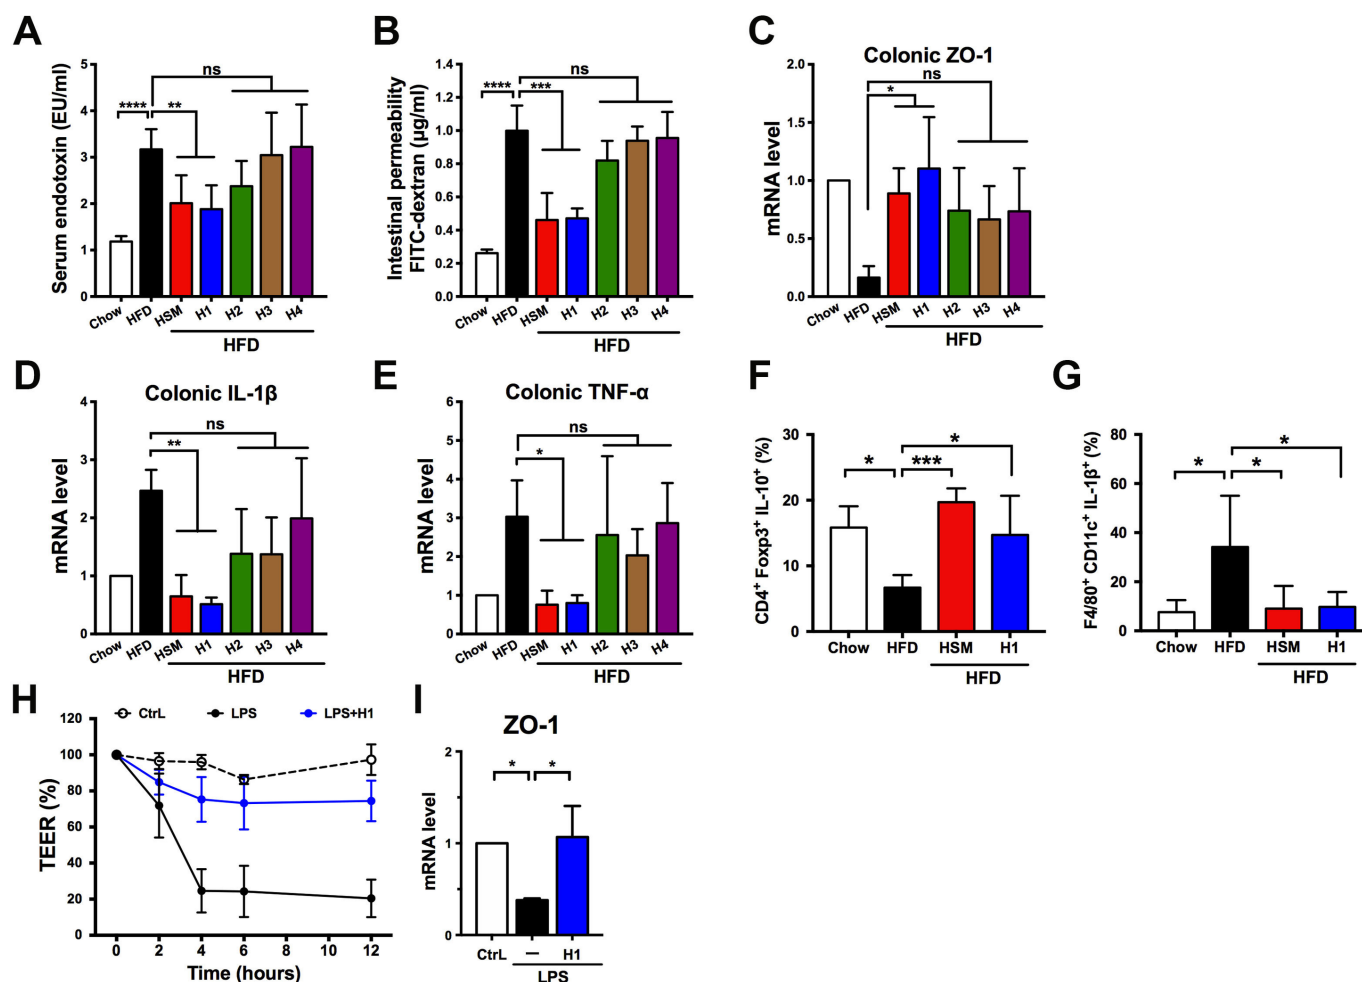 A
Serum endotoxin (EU/ml)
5
4
3
2
1
0
**** ** ns
Chow HFD HSM H1 H2 H3 H4
HFD
B
Intestinal permeability
FITC-dextran (μg/ml)
1.4
1.2
1.0
0.8
0.6
0.4
0.2
0.0
**** *** ns
Chow HFD HSM H1 H2 H3 H4
HFD
C
Colonic ZO-1
mRNA level
2.0
1.5
1.0
0.5
0.0
* ns
Chow HFD HSM H1 H2 H3 H4
HFD
D
Colonic IL-1β
mRNA level
4
3
2
1
0
ns
**
Chow HFD HSM H1 H2 H3 H4
HFD
E
Colonic TNF-α
mRNA level
6
5
4
3
2
1
0
ns
*
Chow HFD HSM H1 H2 H3 H4
HFD
F
CD4⁺ Foxp3⁺ IL-10⁺ (%)
30
20
10
0
*
* ***
Chow HFD HSM H1
HFD
G
F4/80⁺ CD11c⁺ IL-1β⁺ (%)
80
60
40
20
0
*
* *
Chow HFD HSM H1
HFD
H
CtrL LPS LPS+H1
TEER (%)
120
100
80
60
40
20
0
0 2 4 6 8 10 12
Time (hours)
I
ZO-1
mRNA level
2
1
0
* *
CtrL – H1
LPS